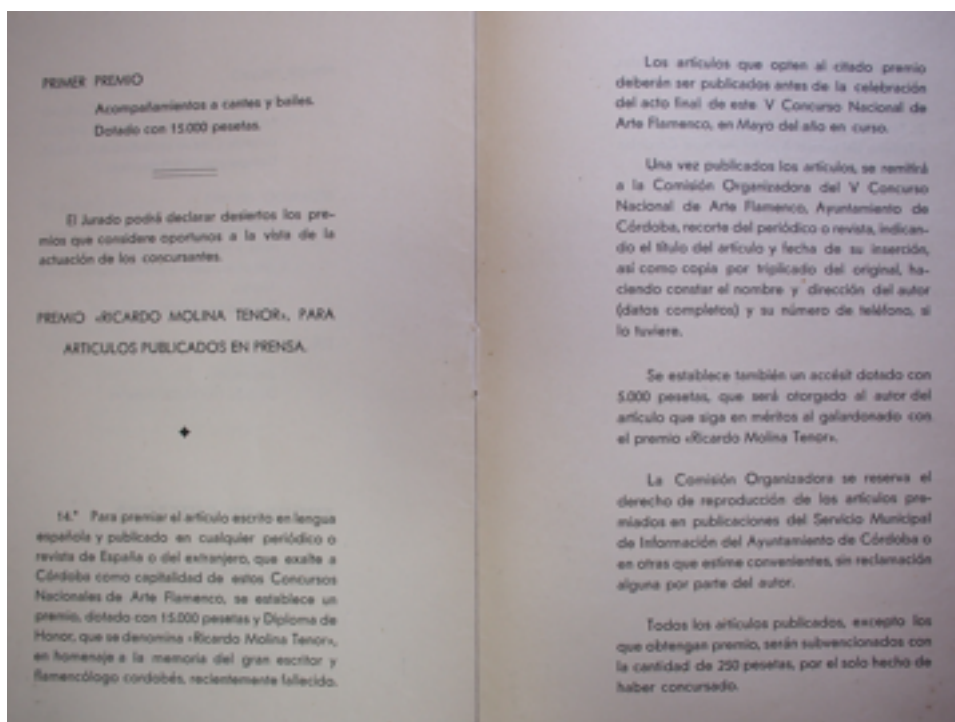 PRIMER PREMIO
Acompañamientos a cantes y bailes.
Dotado con 15.000 pesetas.
El Jurado podrá declarar desiertos los pre-
mios que considere oportunos a la vista de la
actuación de los concursantes.
PREMIO «RICARDO MOLINA TENOR», PARA
ARTICULOS PUBLICADOS EN PRENSA.
14.ª Para premiar el artículo escrito en lengua
española y publicado en cualquier periódico o
revista de España o del extranjero, que exalte a
Córdoba como capitalidad de estos Concursos
Nacionales de Arte Flamenco, se establece un
premio, dotado con 15.000 pesetas y Diploma de
Honor, que se denomina «Ricardo Molina Tenor»,
en homenaje a la memoria del gran escritor y
flamencólogo cordobés, recientemente fallecido.
Los artículos que opten al citado premio
deberán ser publicados antes de la celebración
del acto final de este V Concurso Nacional de
Arte Flamenco, en Mayo del año en curso.
Una vez publicados los artículos, se remitirá
a la Comisión Organizadora del V Concurso
Nacional de Arte Flamenco, Ayuntamiento de
Córdoba, recorte del periódico o revista, indican-
do el título del artículo y fecha de su inserción,
así como copia por triplicado del original, ha-
ciendo constar el nombre y dirección del autor
(datos completos) y su número de teléfono, si
lo tuviere.
Se establece también un accésit dotado con
5.000 pesetas, que será otorgado al autor del
artículo que siga en méritos al galardonado con
el premio «Ricardo Molina Tenor».
La Comisión Organizadora se reserva el
derecho de reproducción de los artículos pre-
miados en publicaciones del Servicio Municipal
de Información del Ayuntamiento de Córdoba o
en otras que estime convenientes, sin reclamación
alguna por parte del autor.
Todos los artículos publicados, excepto los
que obtengan premio, serán subvencionados con
la cantidad de 250 pesetas, por el solo hecho de
haber concursado.